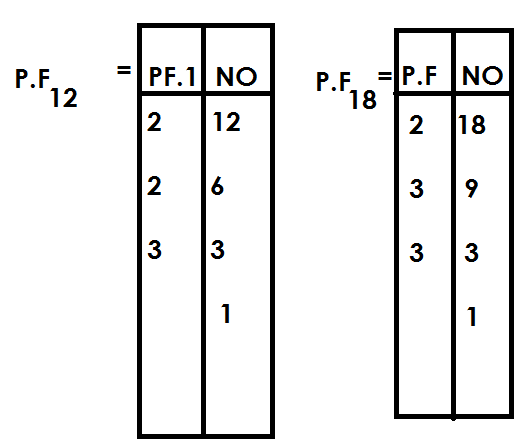 P.F12 =
PF.1 NO
2 12
2 6
3 3
1
P.F18 =
P.F NO
2 18
3 9
3 3
1